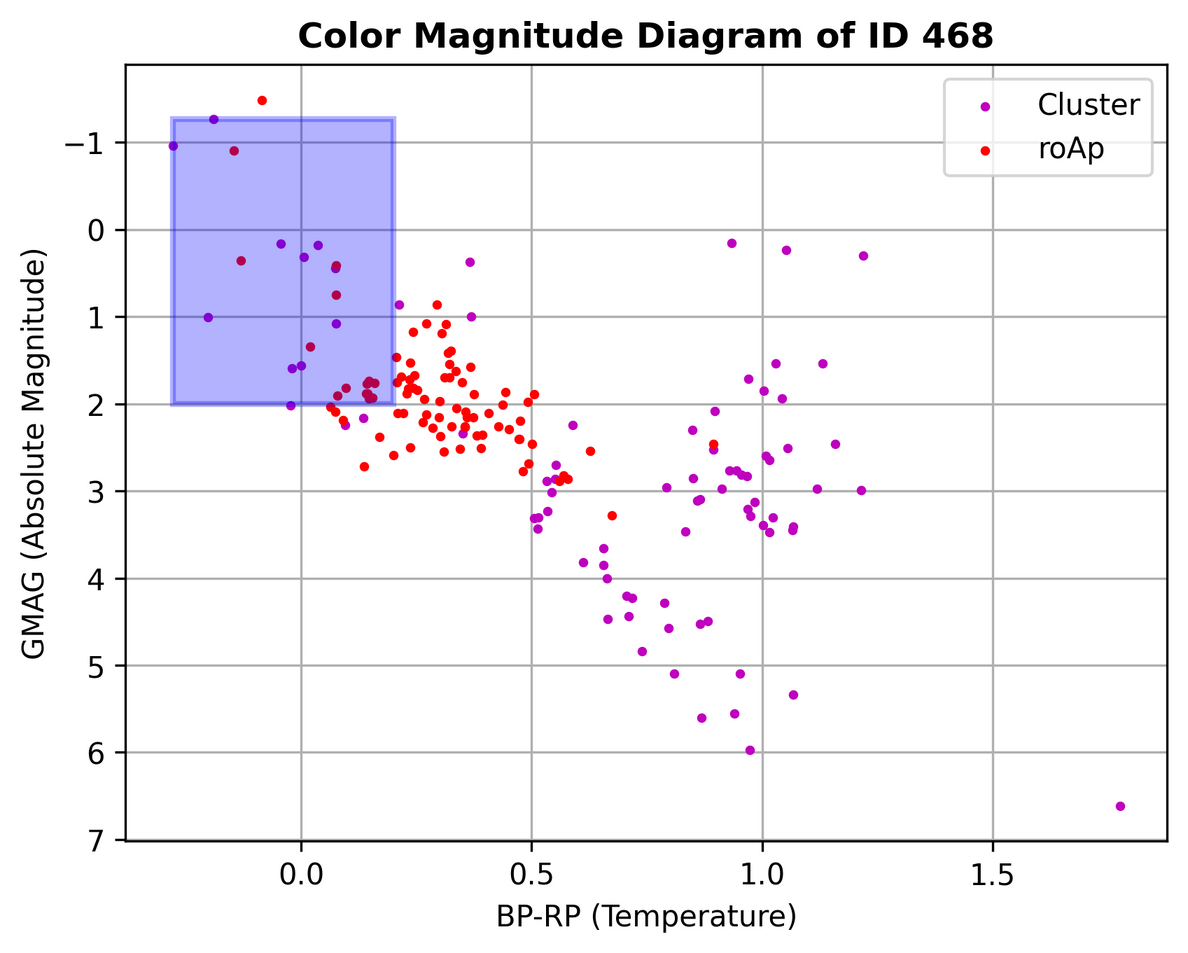 Color Magnitude Diagram of ID 468
Cluster
roAp
GMAG (Absolute Magnitude)
−1
0
1
2
3
4
5
6
7
0.0 0.5 1.0 1.5
BP-RP (Temperature)